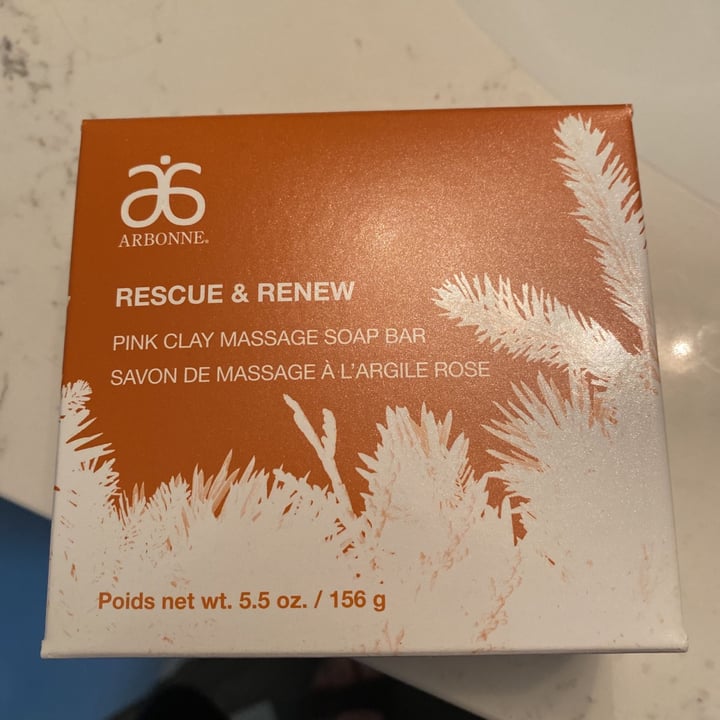 ARBONNE®
RESCUE & RENEW
PINK CLAY MASSAGE SOAP BAR
SAVON DE MASSAGE À L'ARGILE ROSE
Poids net wt. 5.5 oz. / 156 g